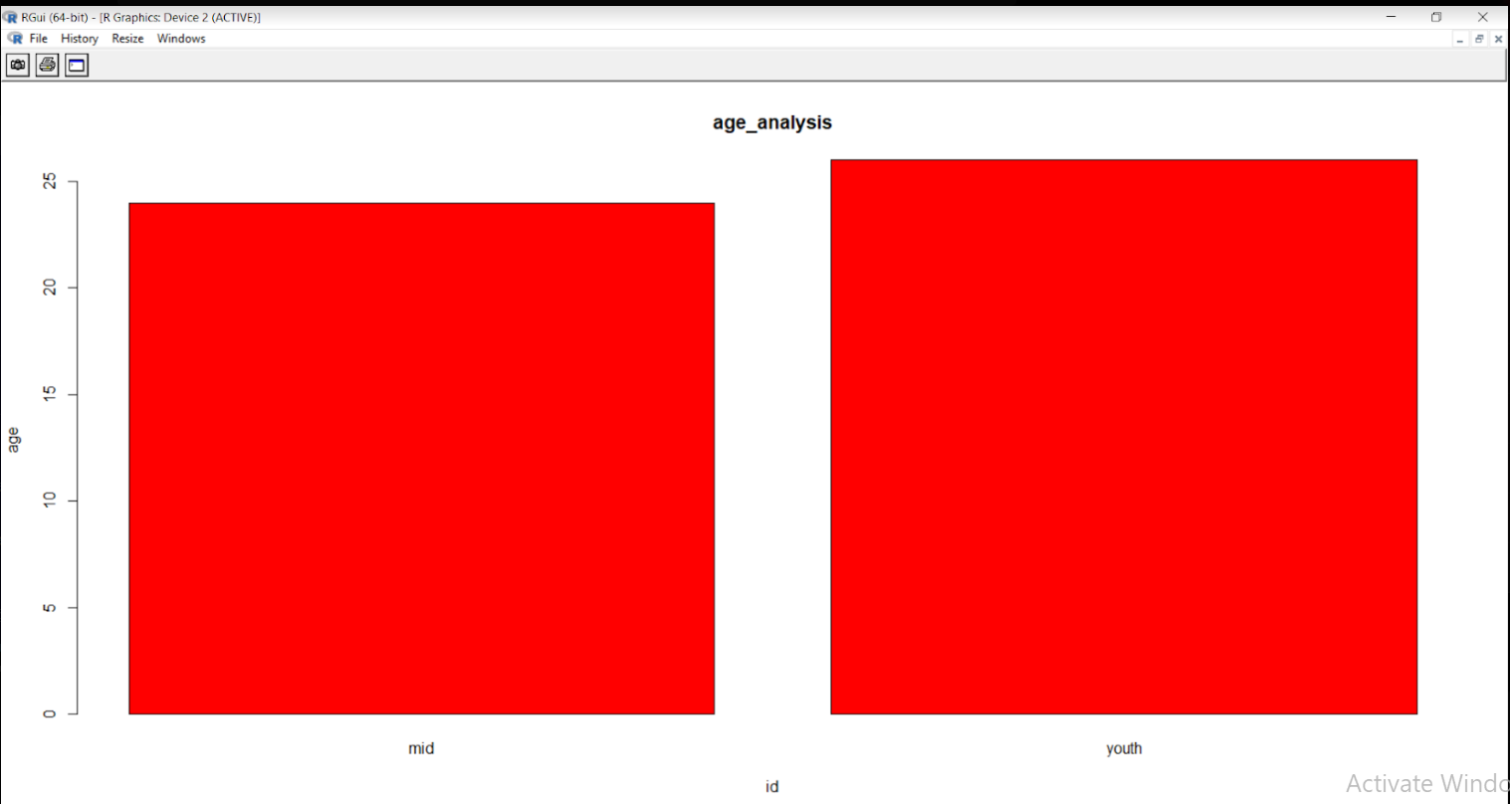 RGui (64-bit) - [R Graphics: Device 2 (ACTIVE)]
File History Resize Windows
age_analysis
25
20
15
10
5
0
age
mid youth
id
Activate Windo